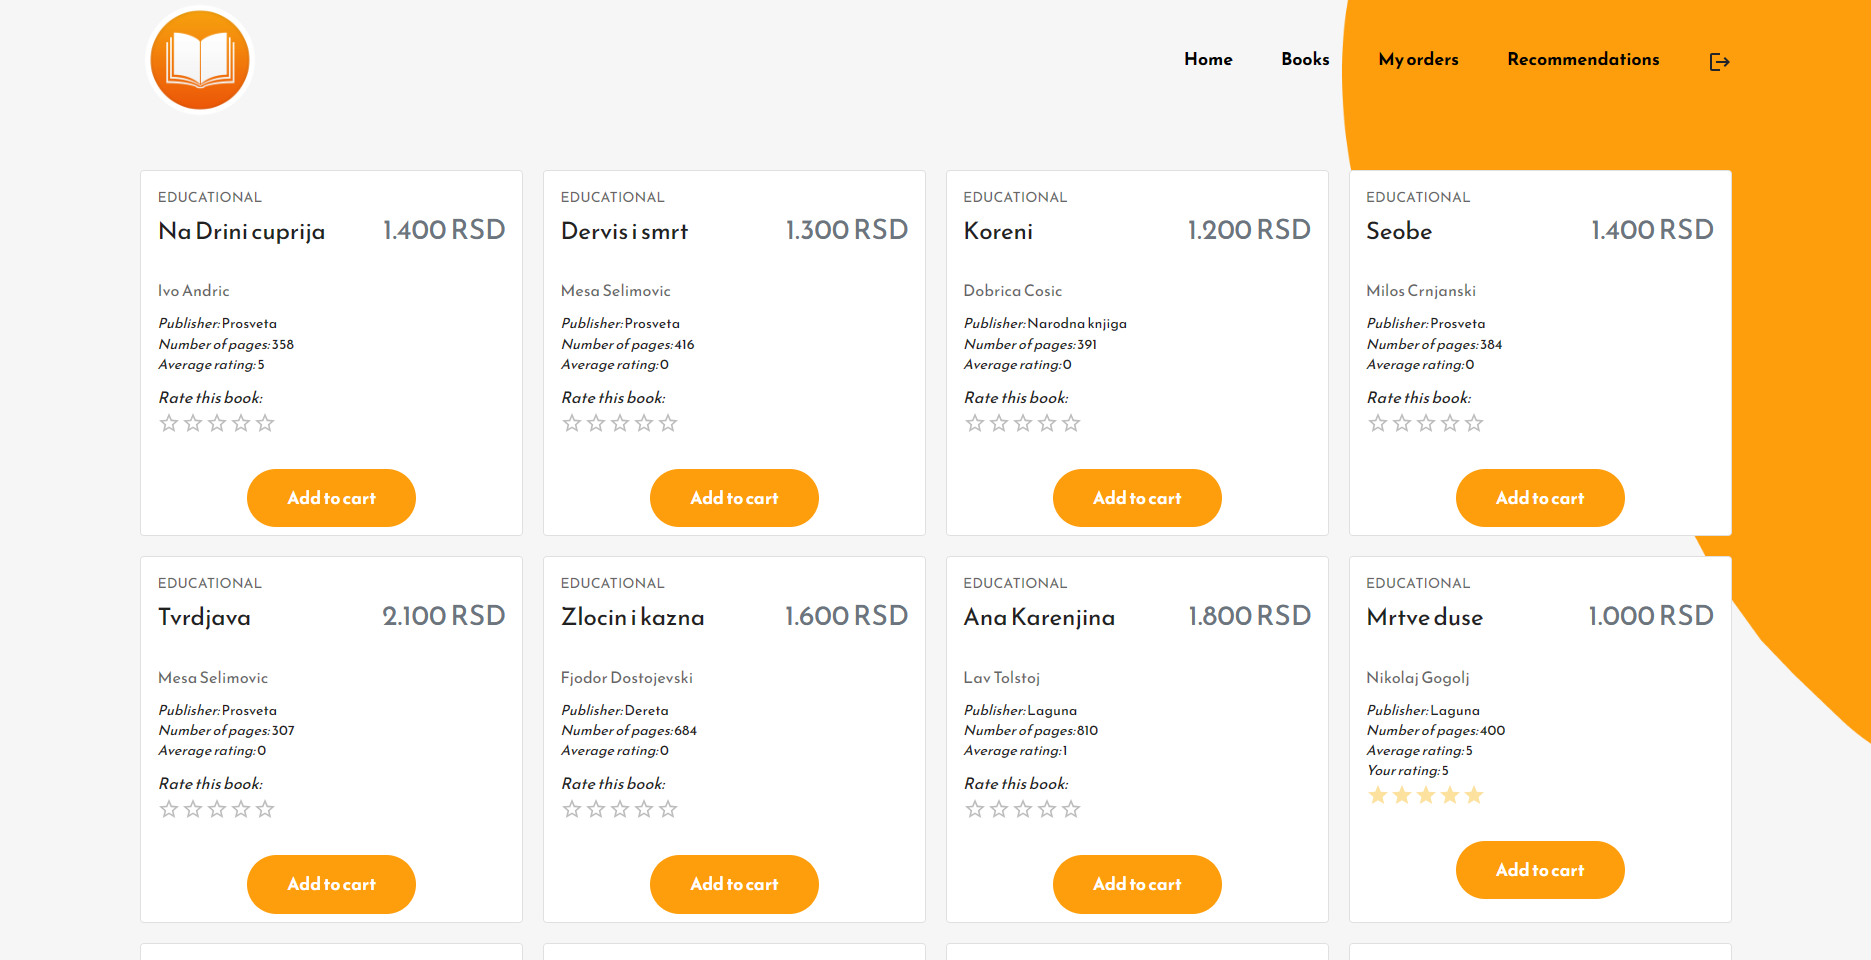 Home Books My orders Recommendations
EDUCATIONAL
Na Drini cuprija 1.400 RSD
Ivo Andric
Publisher: Prosveta
Number of pages: 358
Average rating: 5
Rate this book:
Add to cart
EDUCATIONAL
Dervis i smrt 1.300 RSD
Mesa Selimovic
Publisher: Prosveta
Number of pages: 416
Average rating: 0
Rate this book:
Add to cart
EDUCATIONAL
Koreni 1.200 RSD
Dobrica Cosic
Publisher: Narodna knjiga
Number of pages: 391
Average rating: 0
Rate this book:
Add to cart
EDUCATIONAL
Seobe 1.400 RSD
Milos Crnjanski
Publisher: Prosveta
Number of pages: 384
Average rating: 0
Rate this book:
Add to cart
EDUCATIONAL
Tvrdjava 2.100 RSD
Mesa Selimovic
Publisher: Prosveta
Number of pages: 307
Average rating: 0
Rate this book:
Add to cart
EDUCATIONAL
Zlocin i kazna 1.600 RSD
Fjodor Dostojevski
Publisher: Dereta
Number of pages: 684
Average rating: 0
Rate this book:
Add to cart
EDUCATIONAL
Ana Karenjina 1.800 RSD
Lav Tolstoj
Publisher: Laguna
Number of pages: 810
Average rating: 1
Rate this book:
Add to cart
EDUCATIONAL
Mrtve duse 1.000 RSD
Nikolaj Gogolj
Publisher: Laguna
Number of pages: 400
Average rating: 5
Your rating: 5
Add to cart